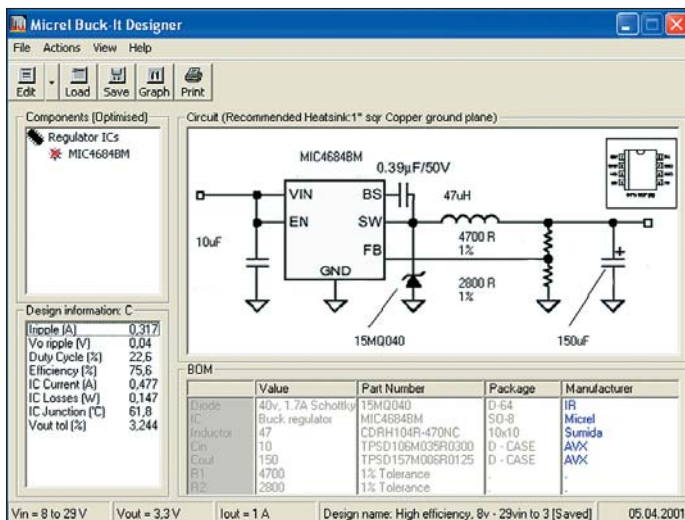 Micrel Buck-It Designer
File Actions View Help
Edit Load Save Graph Print
Components (Optimised)
Regulator ICs
MIC4684BM
Circuit (Recommended Heatsink:1" sqr Copper ground plane)
MIC4684BM
0.39µF/50V
VIN BS
47uH
EN SW
10uF
4700 R
1%
FB
GND
2800 R
1%
15MQ040
150uF
Design information: C
Iripple (A) 0,317
Vo ripple (V) 0,04
Duty Cycle (%) 22,6
Efficiency (%) 75,6
IC Current (A) 0,477
IC Losses (W) 0,147
IC Junction (°C) 61,8
Vout tol (%) 3,244
BOM
Value Part Number Package Manufacturer
Diode 40v, 1.7A Schottky 15MQ040 D-64 IR
IC Buck regulator MIC4684BM SO-8 Micrel
Inductor 47 CDRH104R-470NC 10x10 Sumida
Cin 10 TPSD106M035R0300 D - CASE AVX
Cout 150 TPSD157M006R0125 D - CASE AVX
R1 4700 1% Tolerance . .
R2 2800 1% Tolerance . .
Vin = 8 to 29 V Vout = 3,3 V Iout = 1 A Design name: High efficiency, 8v - 29vin to 3 [Saved] 05.04.2001